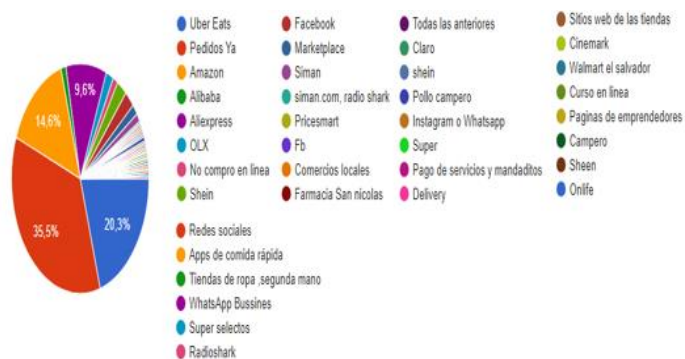 9,6%
14,6%
35,5%
20,3%
Uber Eats
Pedidos Ya
Amazon
Alibaba
Aliexpress
OLX
No compro en línea
Shein
Facebook
Marketplace
Siman
siman.com, radio shark
Pricesmart
Fb
Comercios locales
Farmacia San nicolas
Todas las anteriores
Claro
shein
Pollo campero
Instagram o Whatsapp
Super
Pago de servicios y mandaditos
Delivery
Sitios web de las tiendas
Cinemark
Walmart el salvador
Curso en linea
Paginas de emprendedores
Campero
Sheen
Onlife
Redes sociales
Apps de comida rápida
Tiendas de ropa ,segunda mano
WhatsApp Bussines
Super selectos
Radioshark